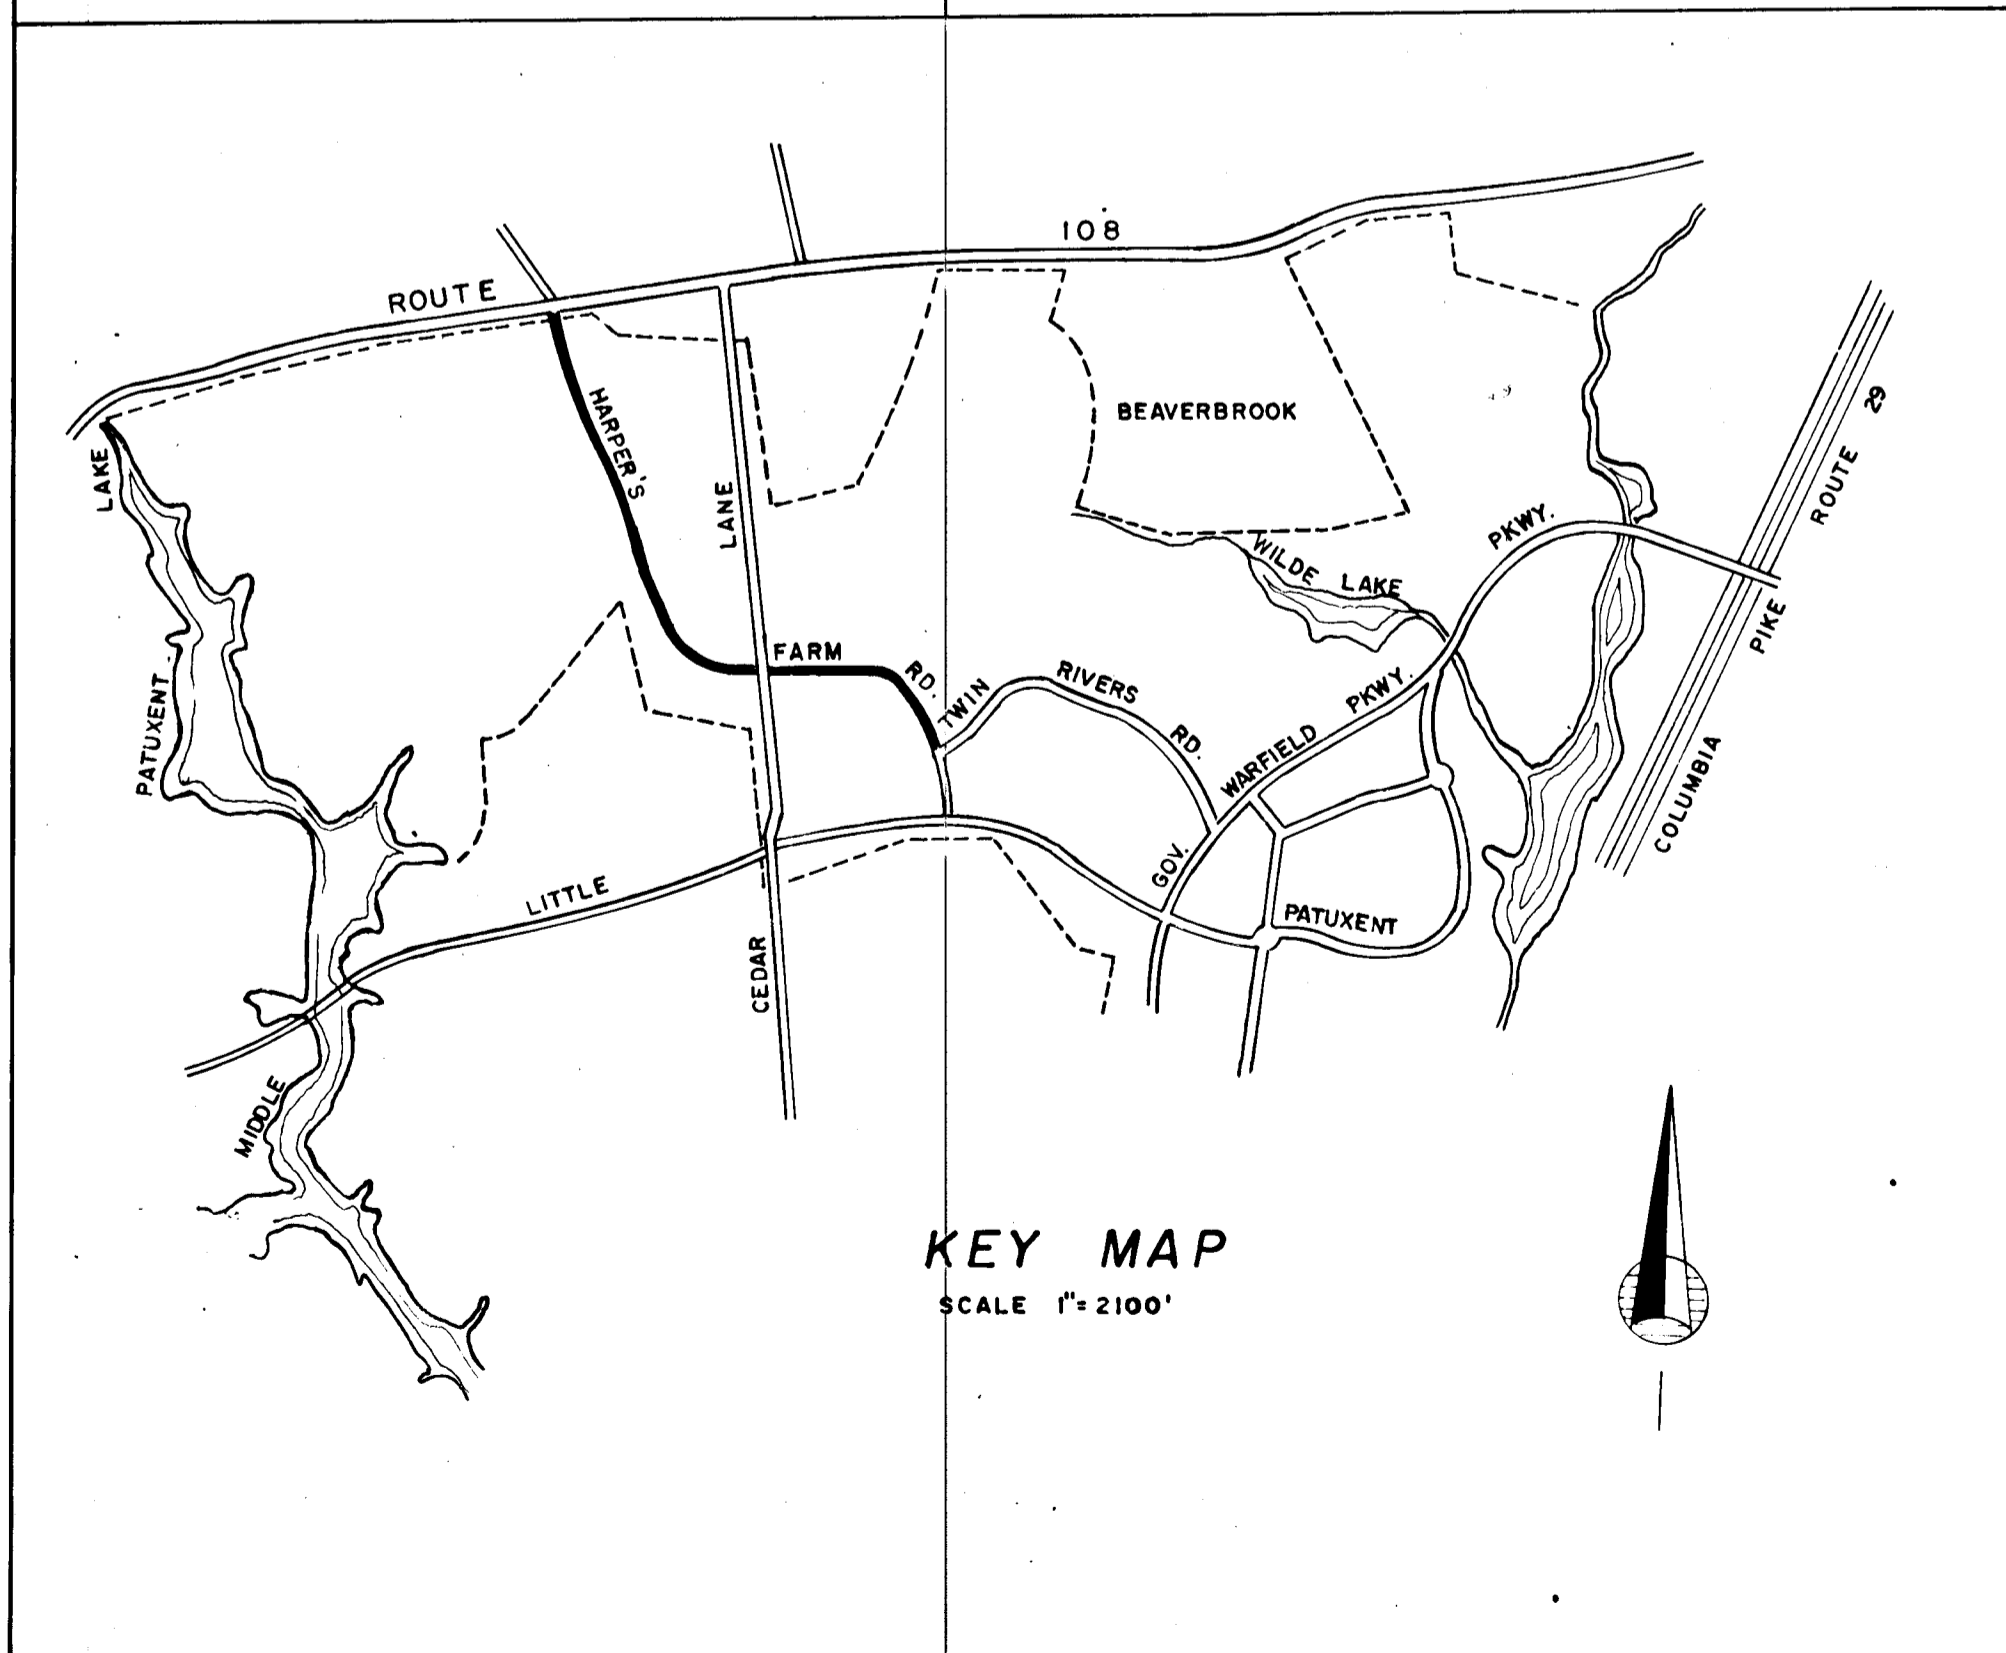 ROUTE 108
HARPER'S FARM RD.
CEDAR LANE
BEAVERBROOK
ROUTE 29
COLUMBIA PIKE
WILDE LAKE
TWIN RIVERS RD.
GOV. WARFIELD PKWY. PKWY.
LITTLE PATUXENT
MIDDLE PATUXENT LAKE
KEY MAP
SCALE 1"=2100'